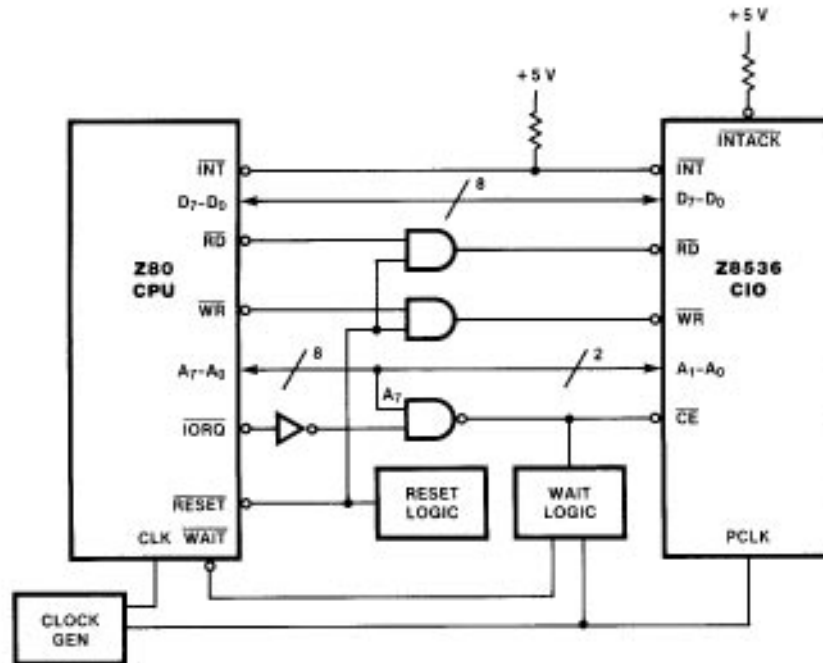 +5 V
+5 V
INTACK
INT
INT
8
D7-D0
D7-D0
RD
RD
Z80
CPU
Z8536
CIO
WR
WR
8
2
A7-A0
A1-A0
A7
IORQ
CE
RESET
RESET
LOGIC
WAIT
LOGIC
CLK WAIT
PCLK
CLOCK
GEN